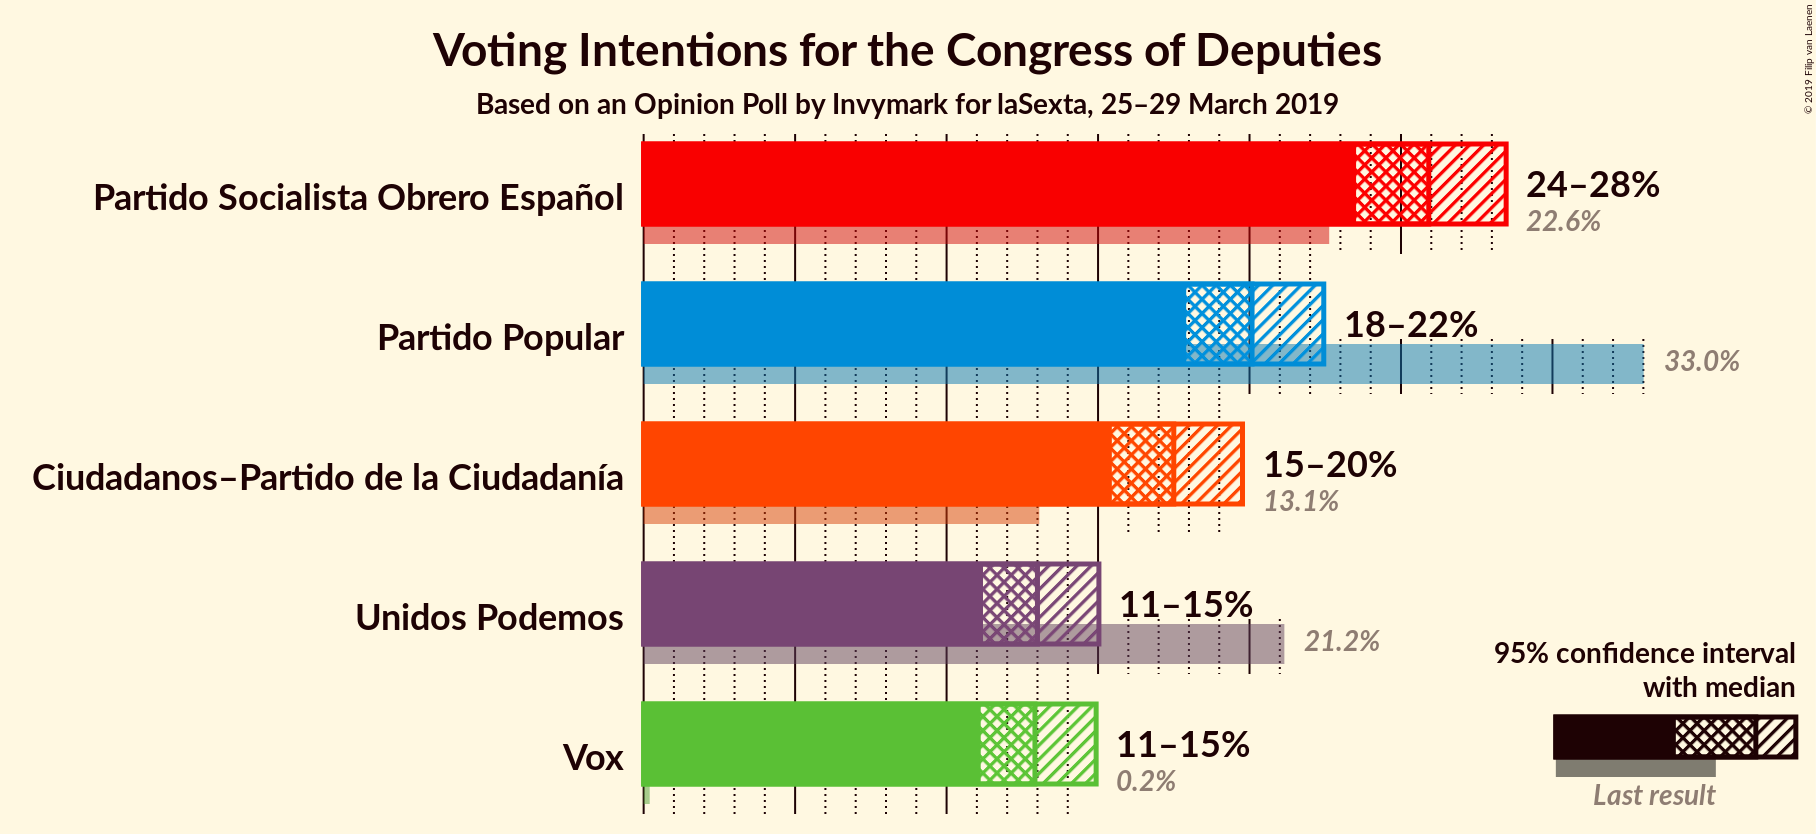 Voting Intentions for the Congress of Deputies
Based on an Opinion Poll by Invymark for laSexta, 25–29 March 2019
© 2019 Filip van Laenen
Partido Socialista Obrero Español
24–28%
22.6%
Partido Popular
18–22%
33.0%
Ciudadanos–Partido de la Ciudadanía
15–20%
13.1%
Unidos Podemos
11–15%
21.2%
Vox
11–15%
0.2%
95% confidence interval
with median
Last result